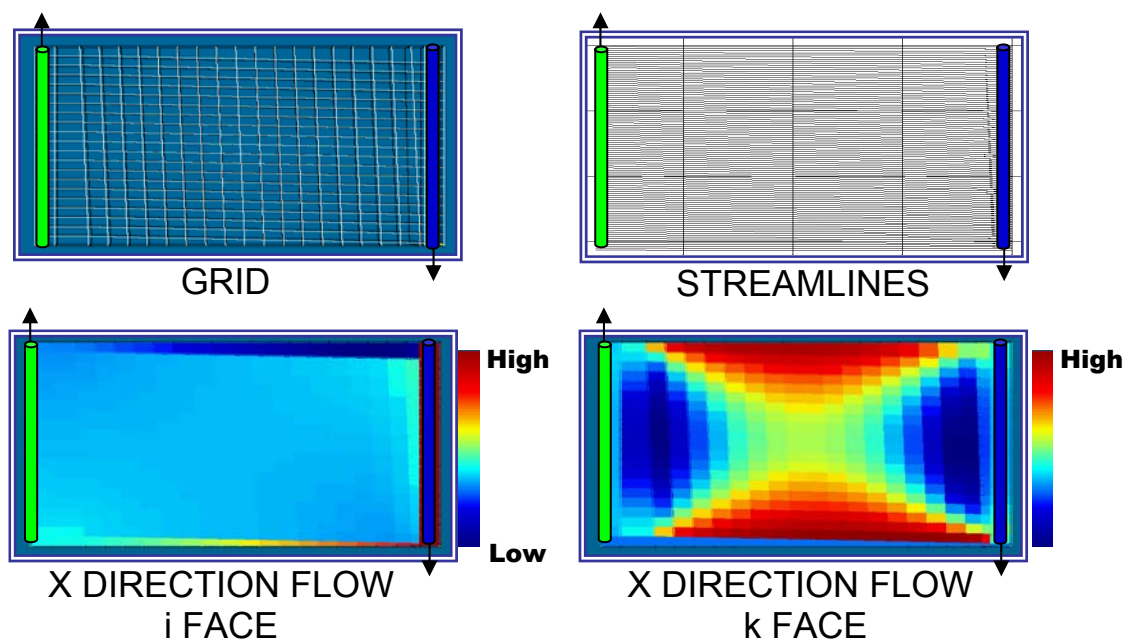 GRID
STREAMLINES
High
Low
X DIRECTION FLOW
i FACE
High
X DIRECTION FLOW
k FACE